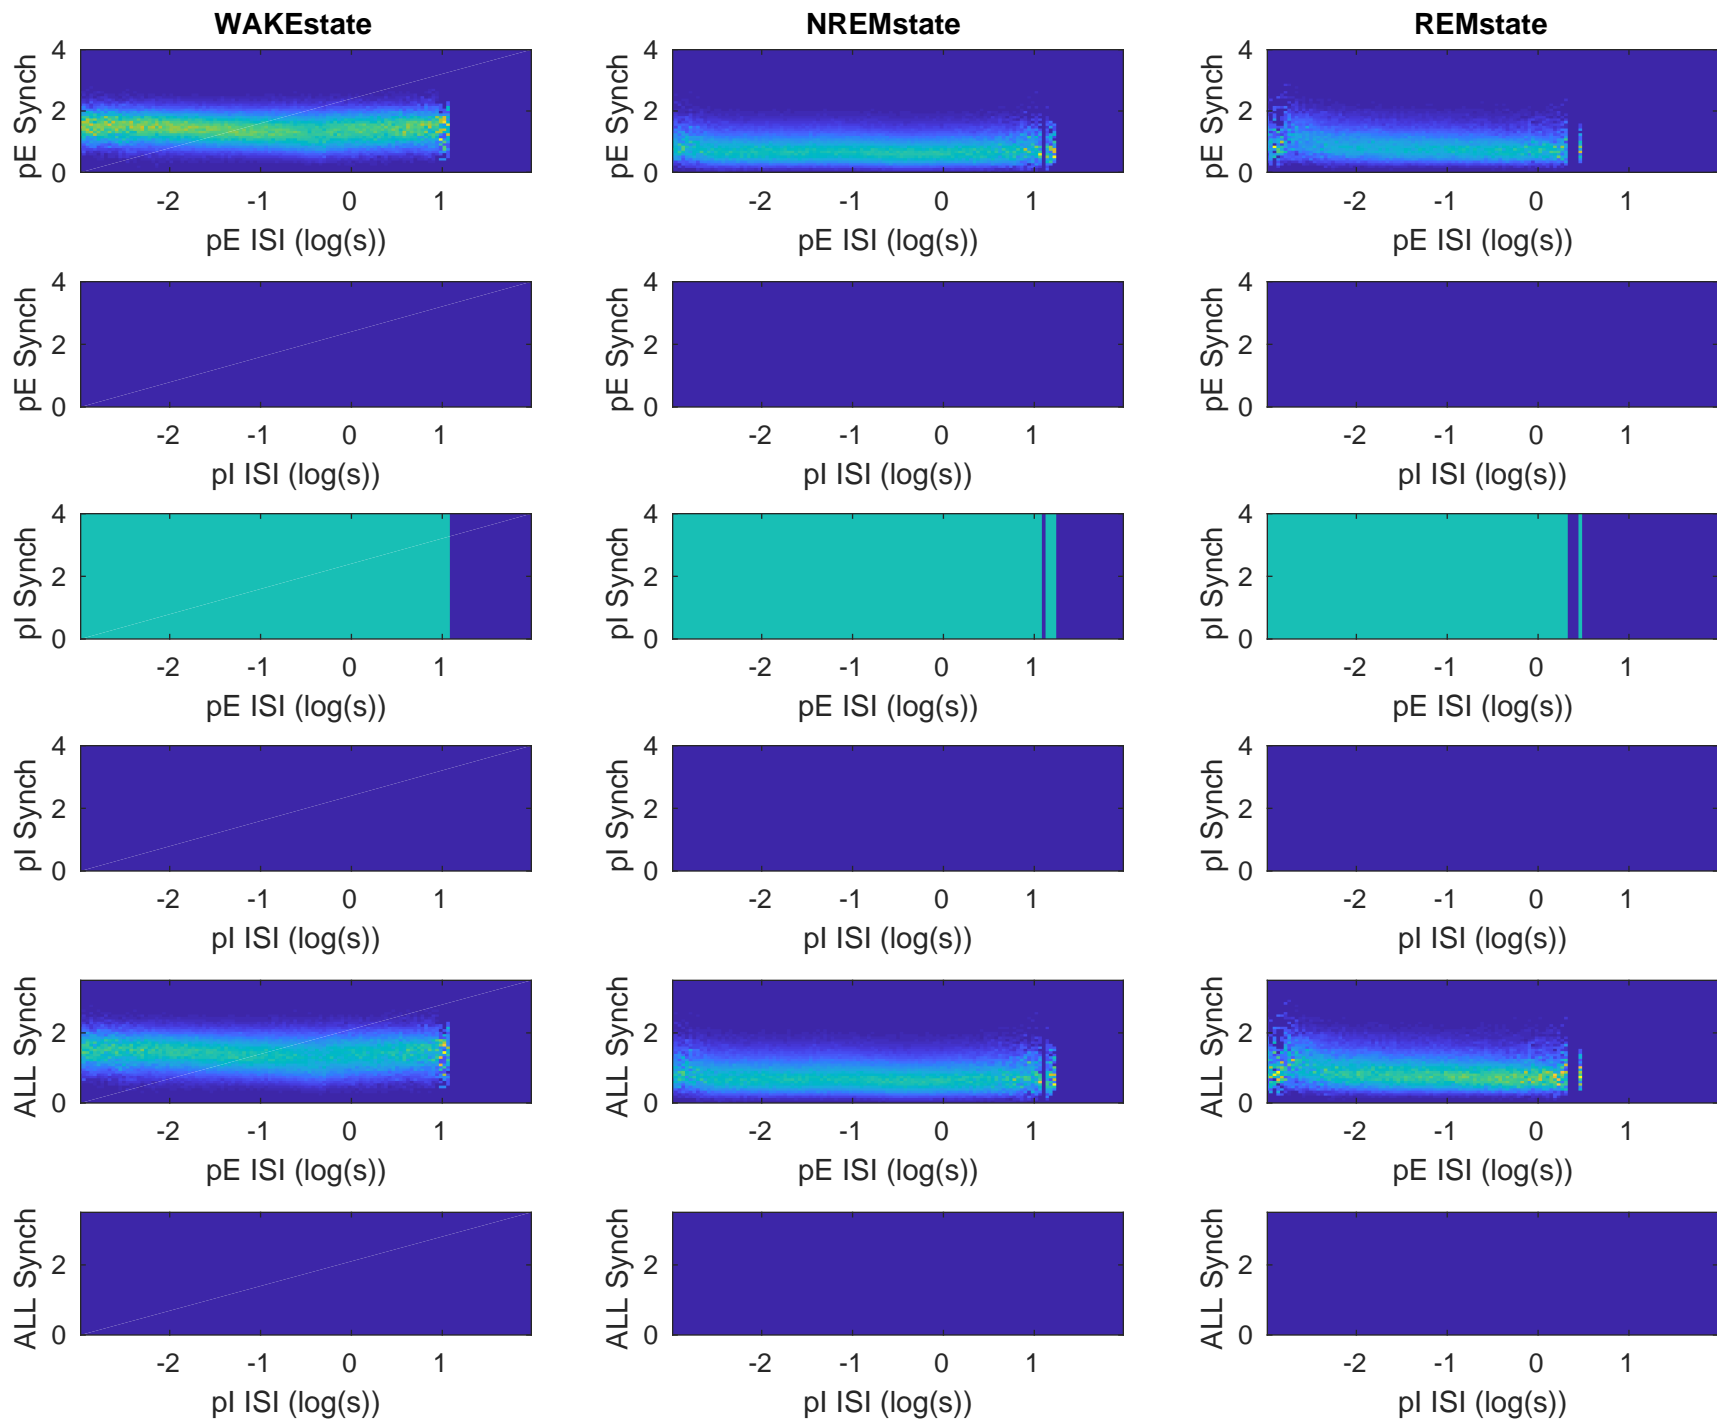 WAKEstate NREMstate REMstate
4 4 4
pE Synch pE Synch pE Synch
2 2 2
0 0 0
-2 -1 0 1 -2 -1 0 1 -2 -1 0 1
pE ISI (log(s)) pE ISI (log(s)) pE ISI (log(s))
4 4 4
pE Synch pE Synch pE Synch
2 2 2
0 0 0
-2 -1 0 1 -2 -1 0 1 -2 -1 0 1
pI ISI (log(s)) pI ISI (log(s)) pI ISI (log(s))
4 4 4
pI Synch pI Synch pI Synch
2 2 2
0 0 0
-2 -1 0 1 -2 -1 0 1 -2 -1 0 1
pE ISI (log(s)) pE ISI (log(s)) pE ISI (log(s))
4 4 4
pI Synch pI Synch pI Synch
2 2 2
0 0 0
-2 -1 0 1 -2 -1 0 1 -2 -1 0 1
pI ISI (log(s)) pI ISI (log(s)) pI ISI (log(s))
ALL Synch ALL Synch ALL Synch
2 2 2
0 0 0
-2 -1 0 1 -2 -1 0 1 -2 -1 0 1
pE ISI (log(s)) pE ISI (log(s)) pE ISI (log(s))
ALL Synch ALL Synch ALL Synch
2 2 2
0 0 0
-2 -1 0 1 -2 -1 0 1 -2 -1 0 1
pI ISI (log(s)) pI ISI (log(s)) pI ISI (log(s))